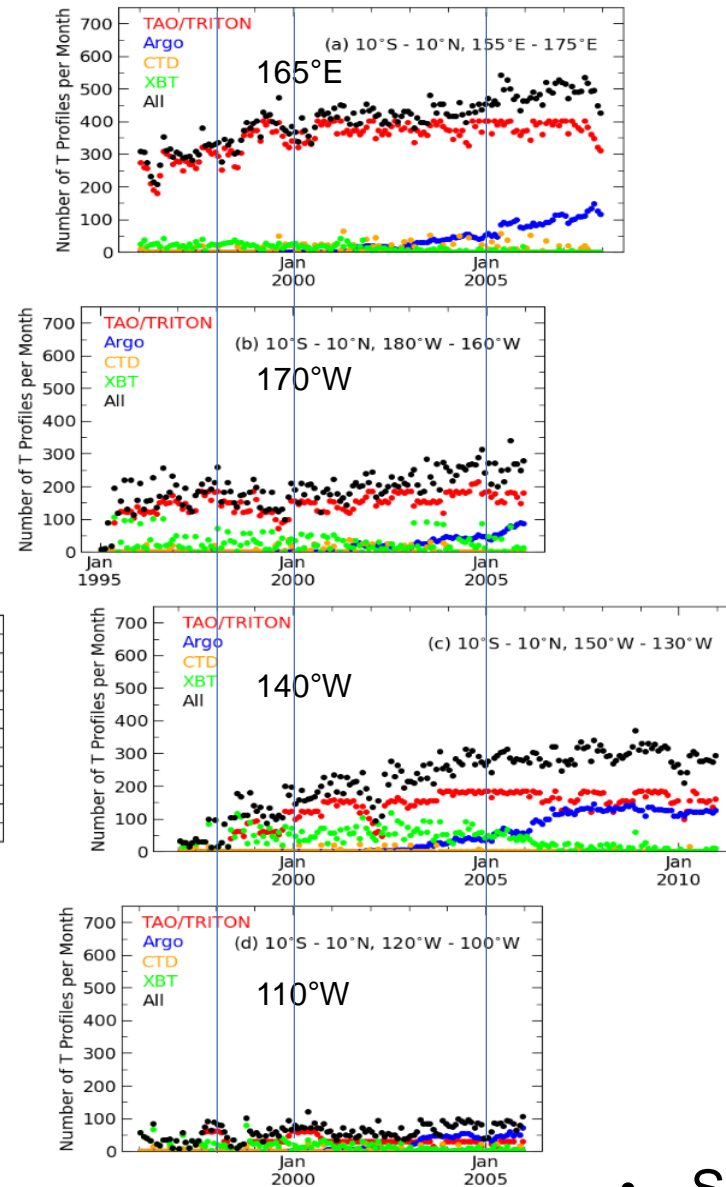 Number of T Profiles per Month
700
600
500
400
300
200
100
0
TAO/TRITON
Argo
CTD
XBT
All
(a) 10°S - 10°N, 155°E - 175°E
165°E
Jan
2000
Jan
2005
Number of T Profiles per Month
700
600
500
400
300
200
100
0
TAO/TRITON
Argo
CTD
XBT
All
(b) 10°S - 10°N, 180°W - 160°W
170°W
Jan
1995
Jan
2000
Jan
2005
Number of T Profiles per Month
700
600
500
400
300
200
100
0
TAO/TRITON
Argo
CTD
XBT
All
(c) 10°S - 10°N, 150°W - 130°W
140°W
Jan
2000
Jan
2005
Jan
2010
Number of T Profiles per Month
700
600
500
400
300
200
100
0
TAO/TRITON
Argo
CTD
XBT
All
(d) 10°S - 10°N, 120°W - 100°W
110°W
Jan
2000
Jan
2005